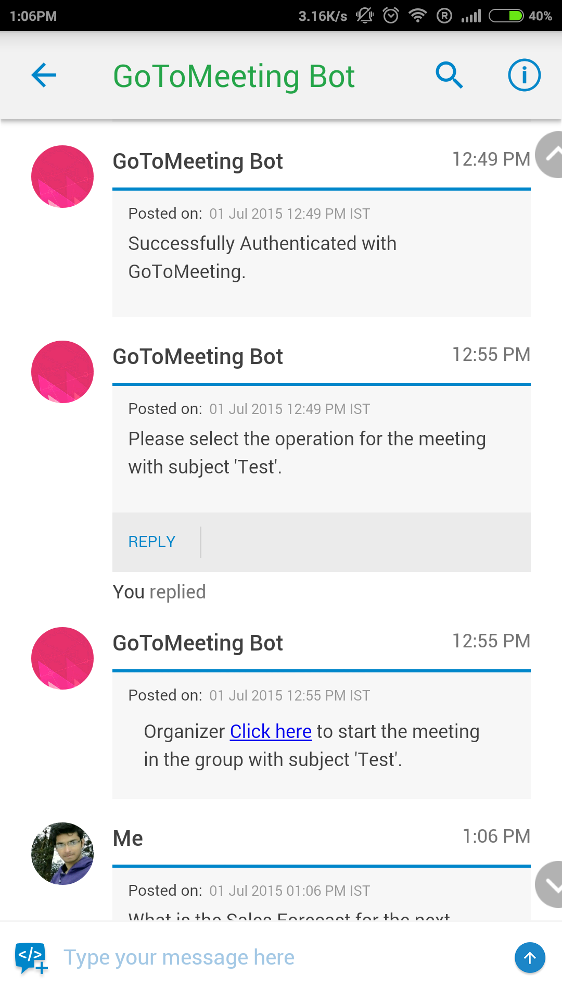 1:06PM 3.16K/s R 40%
GoToMeeting Bot
GoToMeeting Bot 12:49 PM
Posted on: 01 Jul 2015 12:49 PM IST
Successfully Authenticated with
GoToMeeting.
GoToMeeting Bot 12:55 PM
Posted on: 01 Jul 2015 12:49 PM IST
Please select the operation for the meeting
with subject 'Test'.
REPLY
You replied
GoToMeeting Bot 12:55 PM
Posted on: 01 Jul 2015 12:55 PM IST
Organizer Click here to start the meeting
in the group with subject 'Test'.
Me 1:06 PM
Posted on: 01 Jul 2015 01:06 PM IST
What is the Sales Forecast for the next
Type your message here